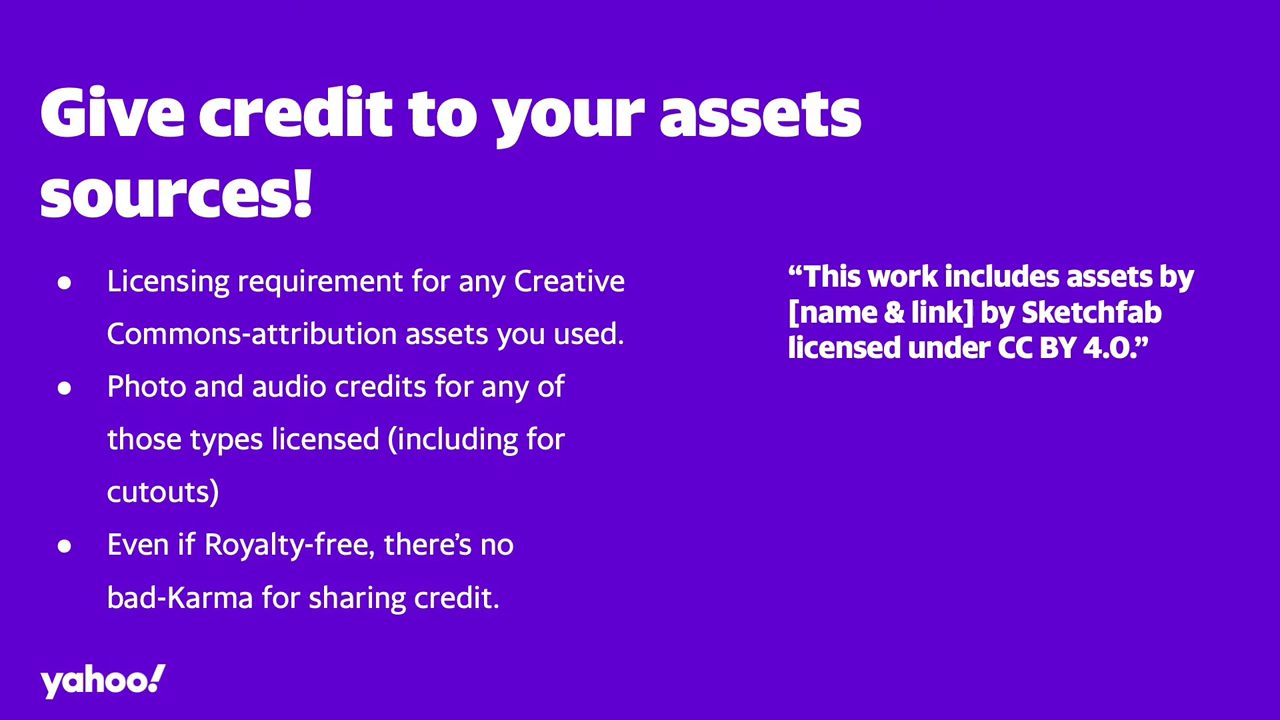 Give credit to your assets
sources!
● Licensing requirement for any Creative
Commons-attribution assets you used.
● Photo and audio credits for any of
those types licensed (including for
cutouts)
● Even if Royalty-free, there’s no
bad-Karma for sharing credit.
“This work includes assets by
[name & link] by Sketchfab
licensed under CC BY 4.0.”
yahoo!